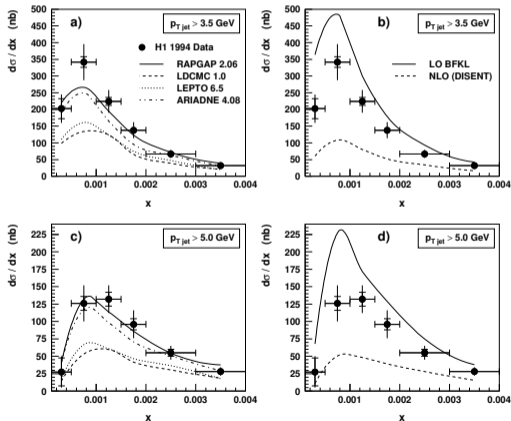 dσ / dx (nb)
500
450
400
350
300
250
200
150
100
50
0
a)
p_T jet > 3.5 GeV
H1 1994 Data
RAPGAP 2.06
LDCMC 1.0
LEPTO 6.5
ARIADNE 4.08
0.001 0.002 0.003 0.004
x
dσ / dx (nb)
500
450
400
350
300
250
200
150
100
50
0
b)
p_T jet > 3.5 GeV
LO BFKL
NLO (DISENT)
0.001 0.002 0.003 0.004
x
dσ / dx (nb)
225
200
175
150
125
100
75
50
25
0
c)
p_T jet > 5.0 GeV
0.001 0.002 0.003 0.004
x
dσ / dx (nb)
225
200
175
150
125
100
75
50
25
0
d)
p_T jet > 5.0 GeV
0.001 0.002 0.003 0.004
x